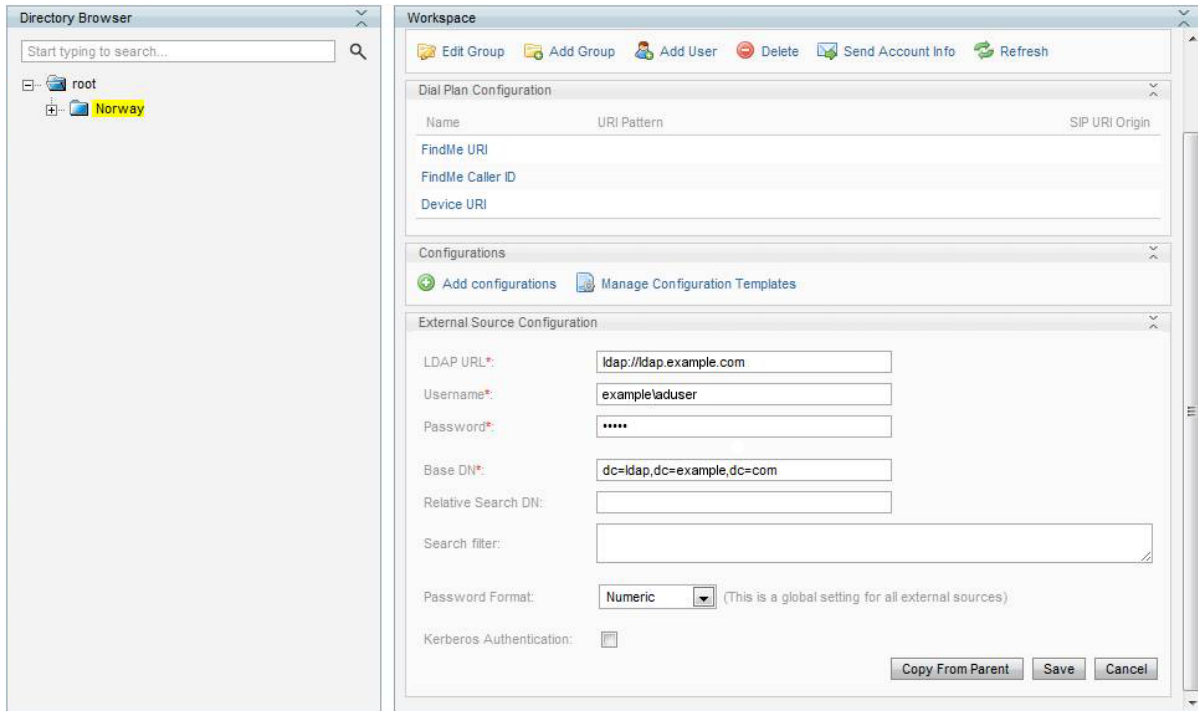 Directory Browser
Start typing to search...
root
Norway
Workspace
Edit Group Add Group Add User Delete Send Account Info Refresh
Dial Plan Configuration
Name URI Pattern SIP URI Origin
FindMe URI
FindMe Caller ID
Device URI
Configurations
Add configurations Manage Configuration Templates
External Source Configuration
LDAP URL*: ldap://ldap.example.com
Username*: example\aduser
Password*: •••••
Base DN*: dc=ldap,dc=example,dc=com
Relative Search DN:
Search filter:
Password Format: Numeric (This is a global setting for all external sources)
Kerberos Authentication:
Copy From Parent Save Cancel